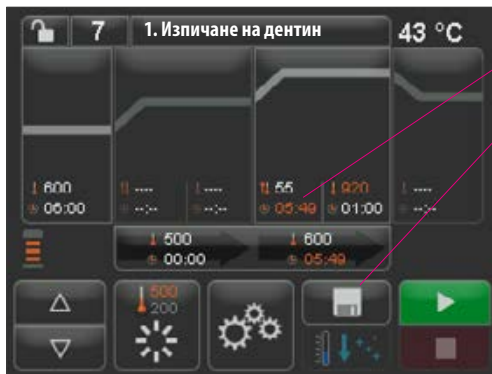 7 1. Изпичане на дентин 43 °C
600 ---- ---- 55 920 ----
06:00 --:-- --:-- 05:49 01:00 --:--
500 600
00:00 05:49
500
200